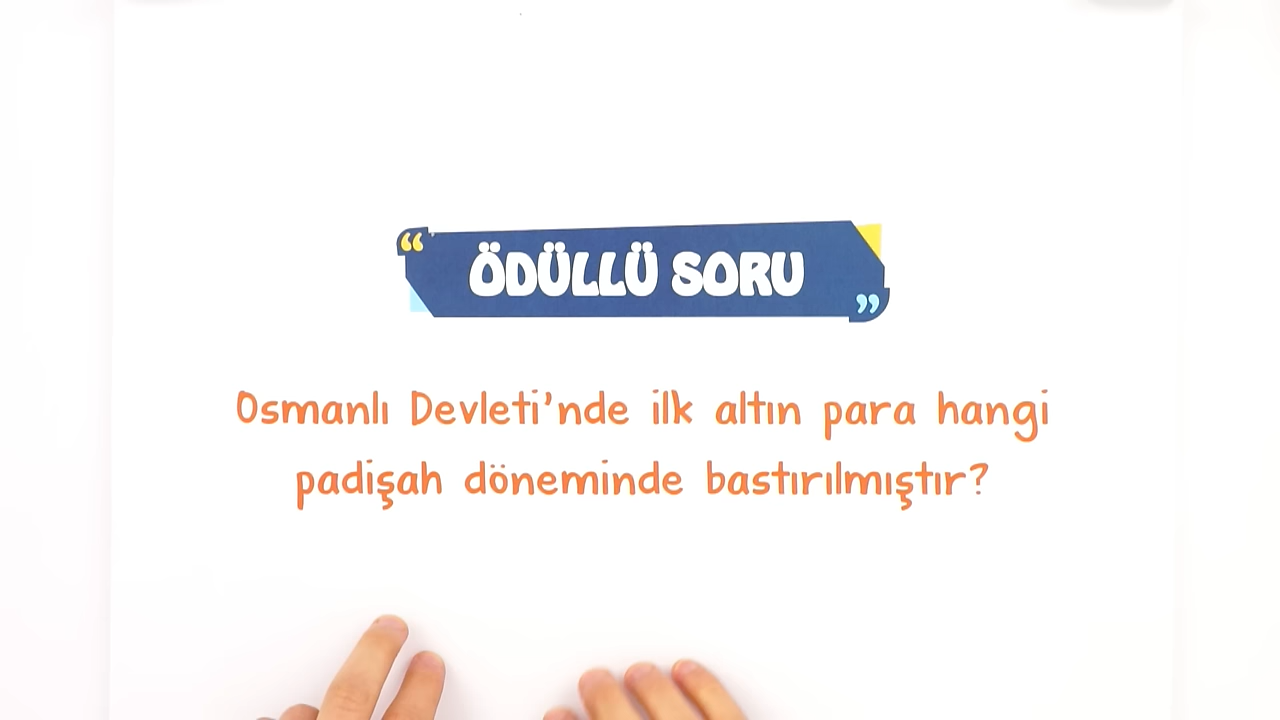 ÖDÜLLÜ SORU
Osmanlı Devleti'nde ilk altın para hangi
padişah döneminde bastırılmıştır?